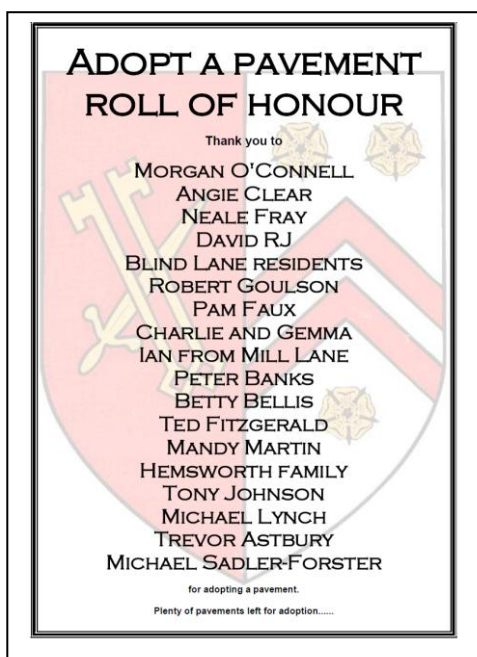 ADOPT A PAVEMENT
ROLL OF HONOUR
Thank you to
MORGAN O'CONNELL
ANGIE CLEAR
NEALE FRAY
DAVID RJ
BLIND LANE RESIDENTS
ROBERT GOULSON
PAM FAUX
CHARLIE AND GEMMA
IAN FROM MILL LANE
PETER BANKS
BETTY BELLIS
TED FITZGERALD
MANDY MARTIN
HEMSWORTH FAMILY
TONY JOHNSON
MICHAEL LYNCH
TREVOR ASTBURY
MICHAEL SADLER-FORSTER
for adopting a pavement.
Plenty of pavements left for adoption......